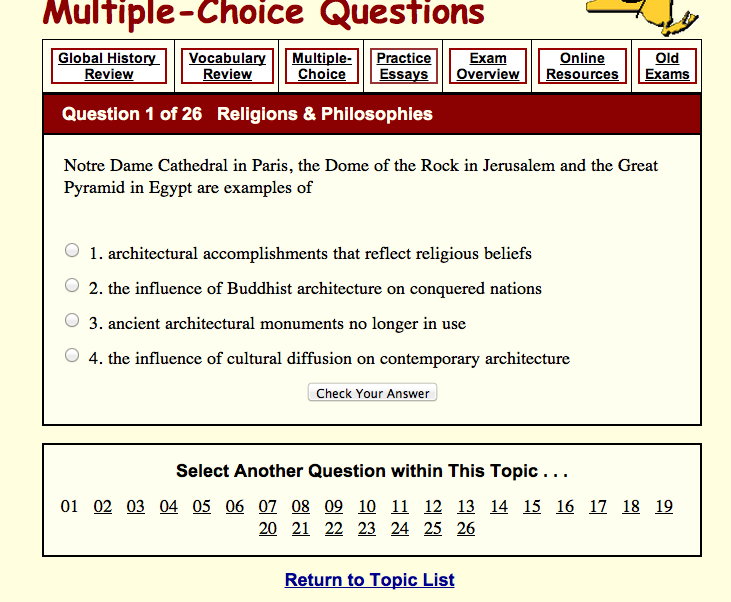 Multiple-Choice Questions
Global History Review
Vocabulary Review
Multiple-Choice
Practice Essays
Exam Overview
Online Resources
Old Exams
Question 1 of 26 Religions & Philosophies
Notre Dame Cathedral in Paris, the Dome of the Rock in Jerusalem and the Great
Pyramid in Egypt are examples of
1. architectural accomplishments that reflect religious beliefs
2. the influence of Buddhist architecture on conquered nations
3. ancient architectural monuments no longer in use
4. the influence of cultural diffusion on contemporary architecture
Check Your Answer
Select Another Question within This Topic . . .
01 02 03 04 05 06 07 08 09 10 11 12 13 14 15 16 17 18 19
20 21 22 23 24 25 26
Return to Topic List